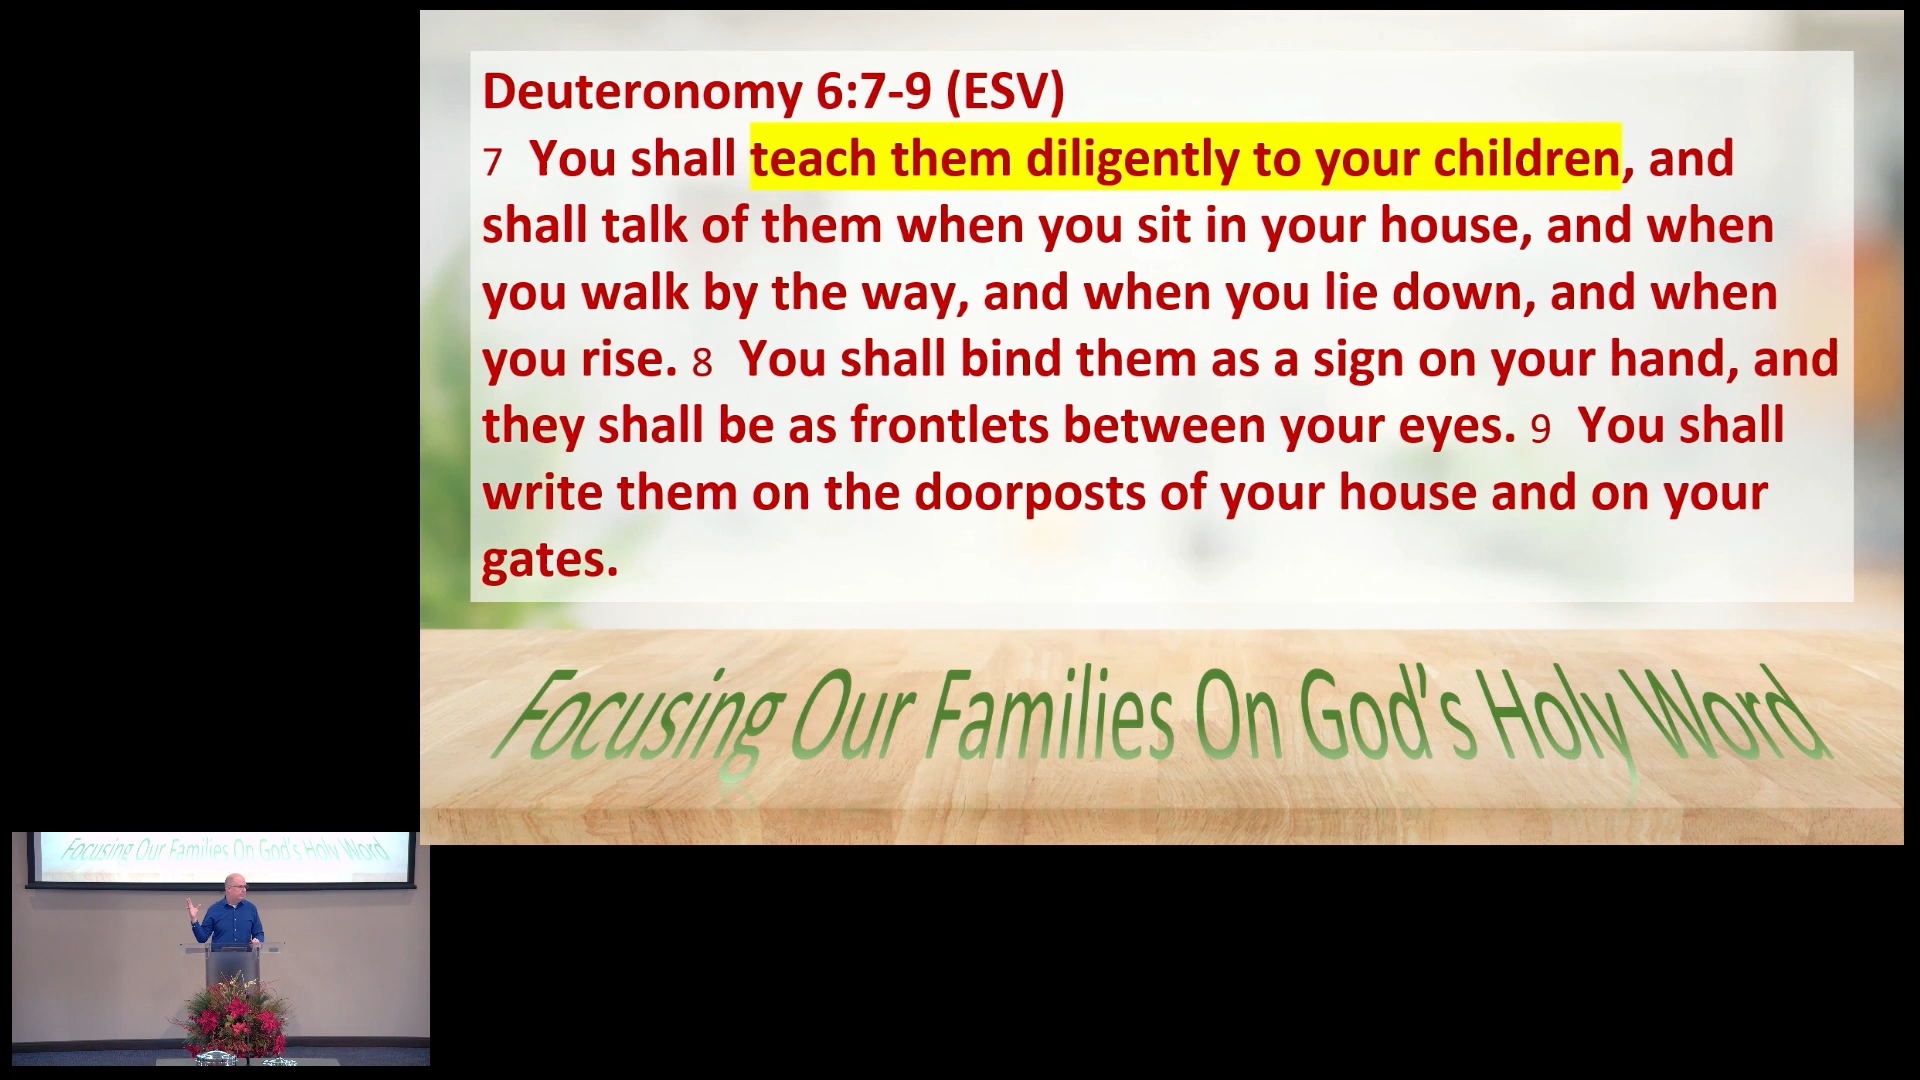 Deuteronomy 6:7-9 (ESV)
7 You shall teach them diligently to your children, and
shall talk of them when you sit in your house, and when
you walk by the way, and when you lie down, and when
you rise. 8 You shall bind them as a sign on your hand, and
they shall be as frontlets between your eyes. 9 You shall
write them on the doorposts of your house and on your
gates.
Focusing Our Families On God's Holy Word
Focusing Our Families On God's Holy Word